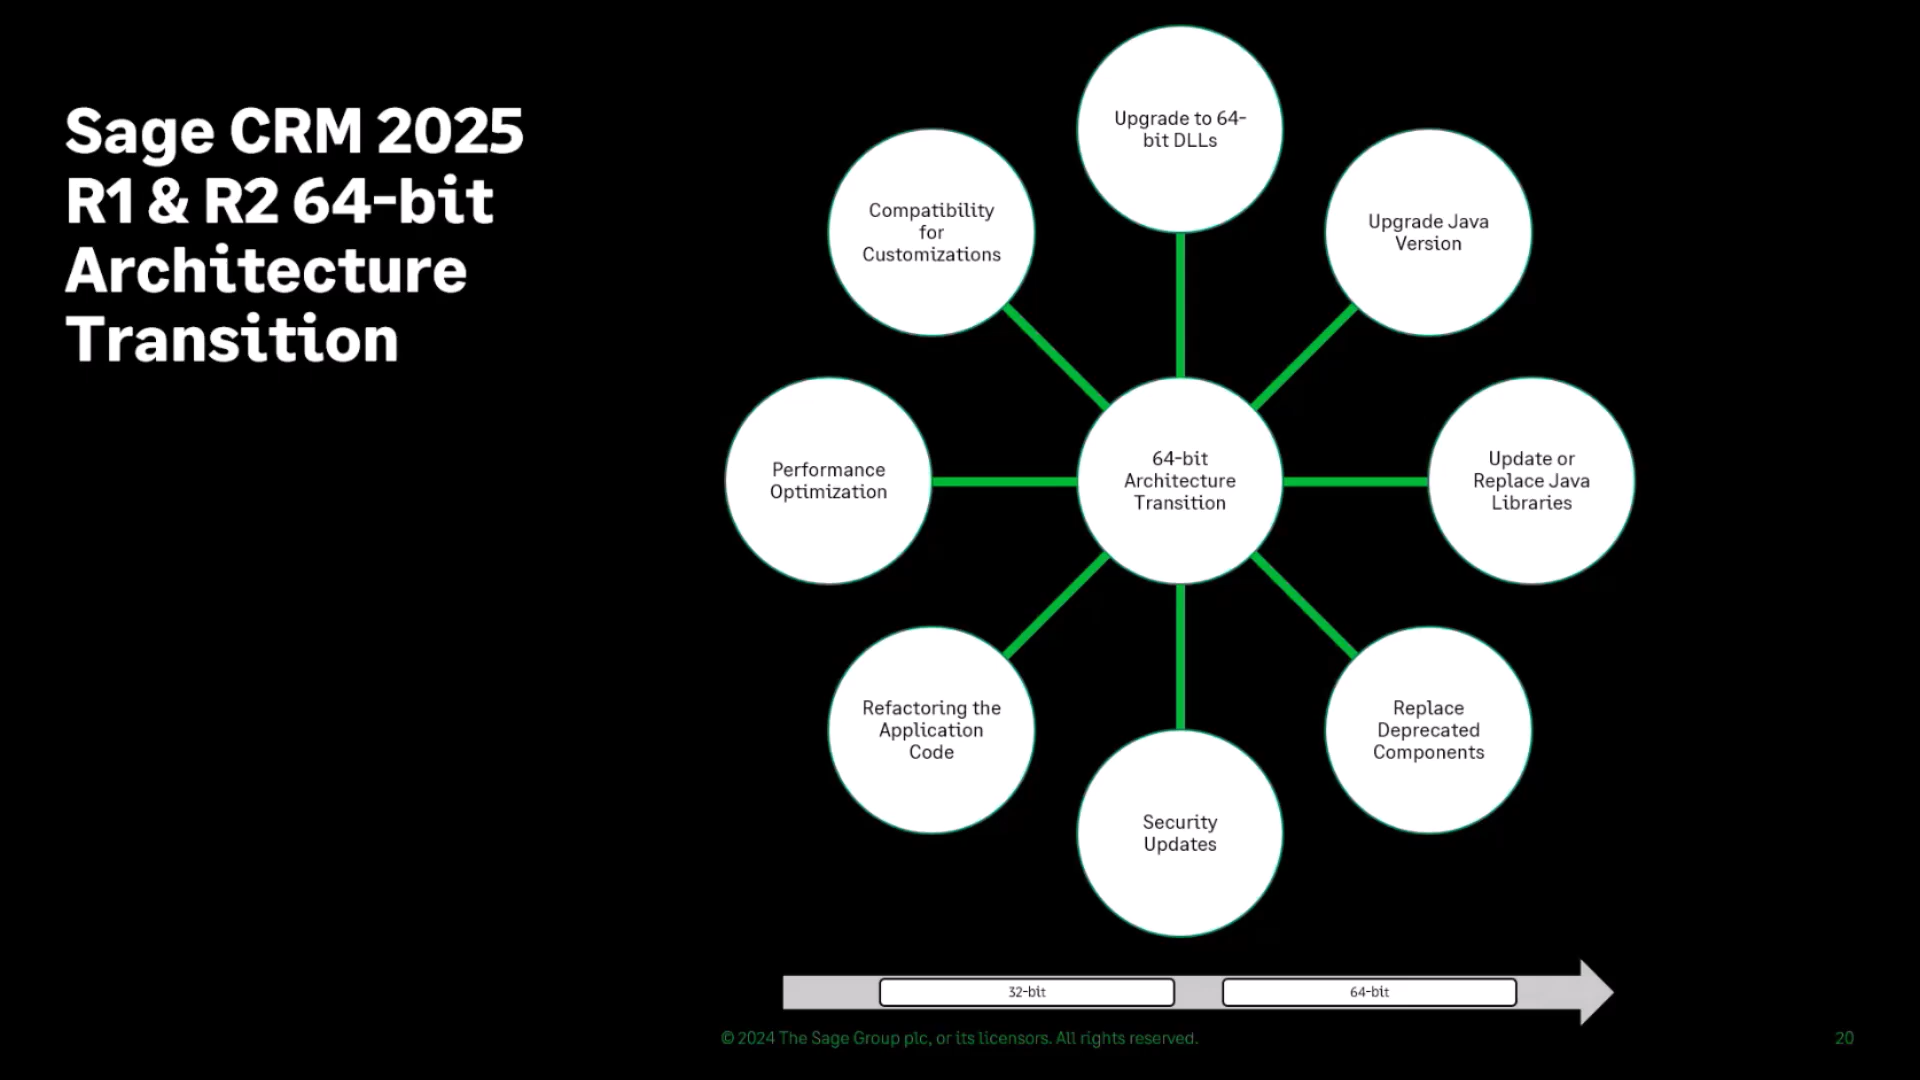 Sage CRM 2025
R1 & R2 64-bit
Architecture
Transition
Upgrade to 64-
bit DLLs
Upgrade Java
Version
Update or
Replace Java
Libraries
Replace
Deprecated
Components
Security
Updates
Refactoring the
Application
Code
Performance
Optimization
Compatibility
for
Customizations
64-bit
Architecture
Transition
32-bit
64-bit
© 2024 The Sage Group plc, or its licensors. All rights reserved.
20